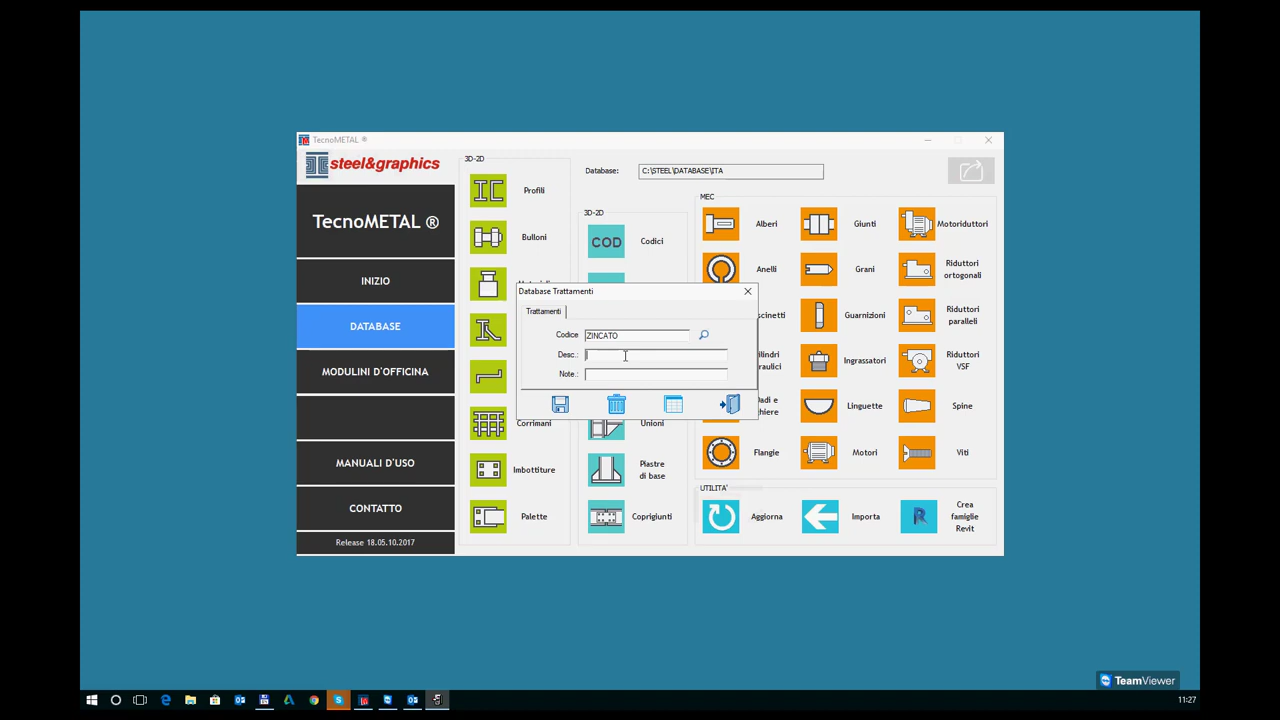 TecnoMETAL ®
steel&graphics
TecnoMETAL ®
INIZIO
DATABASE
MODULINI D'OFFICINA
MANUALI D'USO
CONTATTO
Release 18.05.10.2017
3D-2D
Profili
Bulloni
Corrimani
Imbottiture
Palette
Database:
C:\STEEL\DATABASE\ITA
3D-2D
COD
Codici
Unioni
Piastre
di base
Coprigiunti
Database Trattamenti
Trattamenti
Codice
ZINCATO
Desc.:
Note.:
MEC
Alberi
Giunti
Motoriduttori
Anelli
Grani
Riduttori
ortogonali
Guarnizioni
Riduttori
paralleli
Ingrassatori
Riduttori
VSF
Linguette
Spine
Flangie
Motori
Viti
UTILITA'
Aggiorna
Importa
R
Crea
famiglie
Revit
TeamViewer
11:27